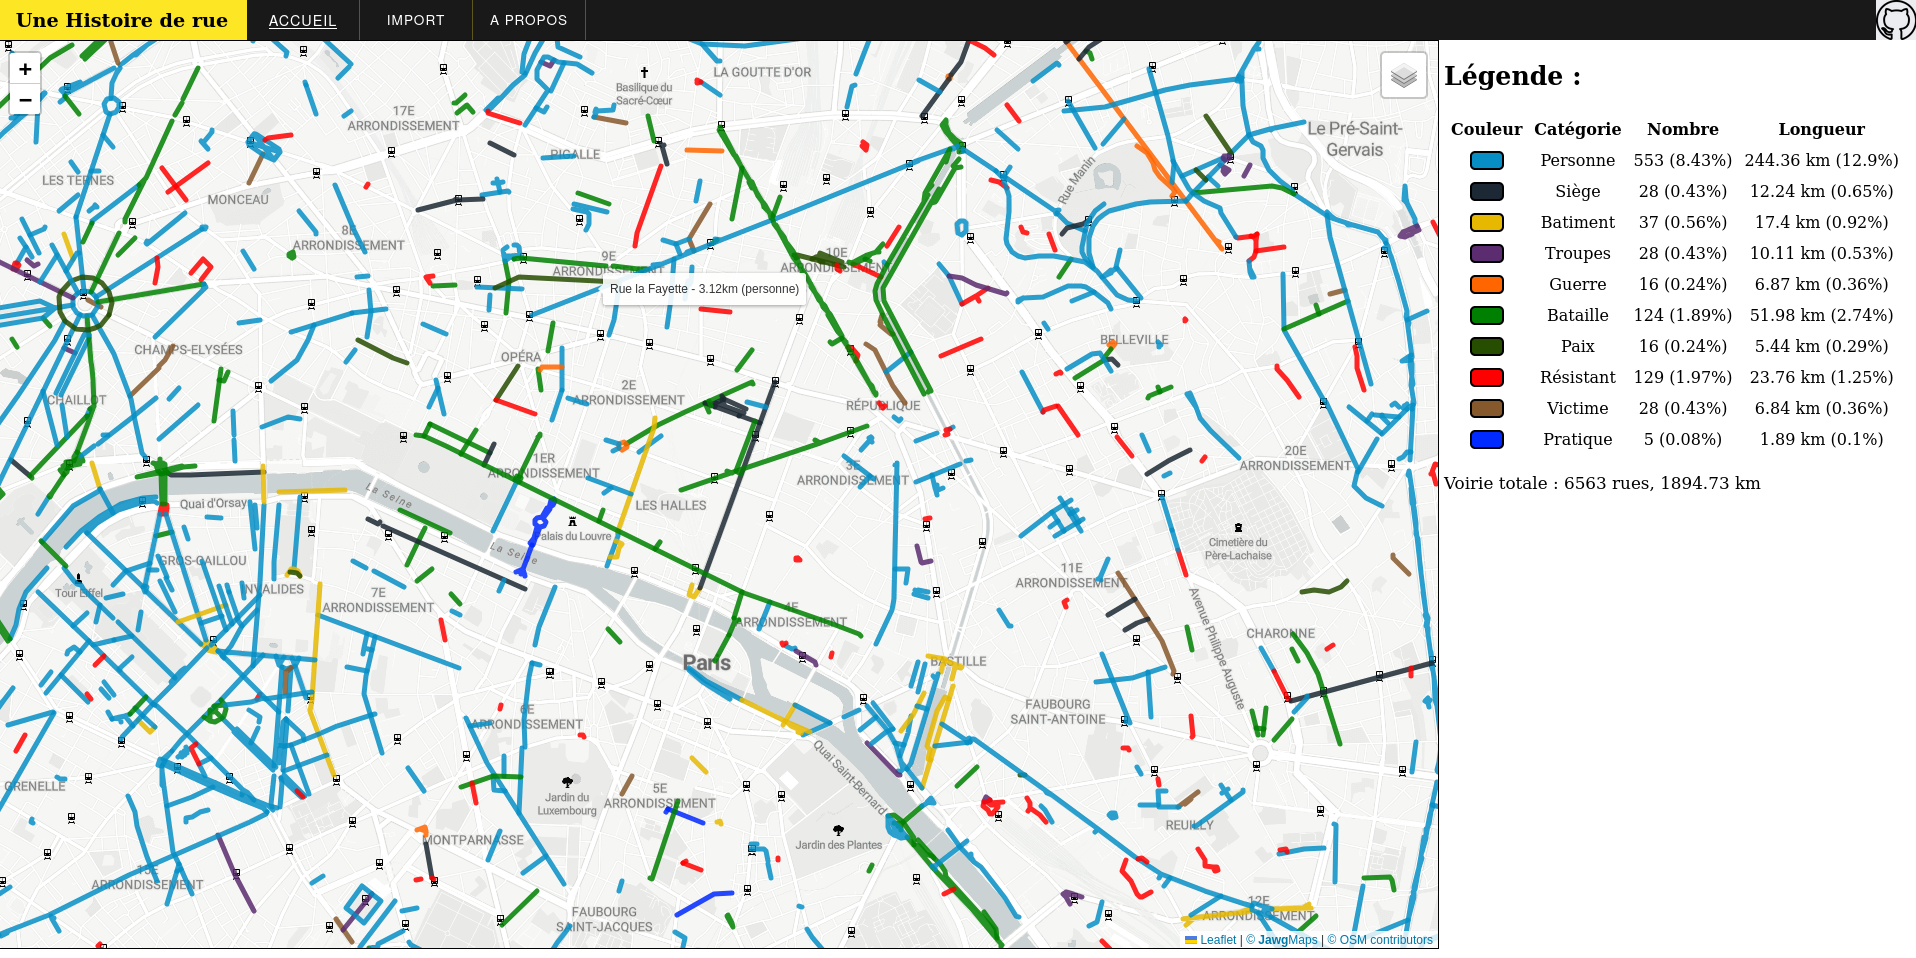 Une Histoire de rue
ACCUEIL
IMPORT
A PROPOS
+
−
LA GOUTTE D'OR
Basilique du
Sacré-Cœur
17E
ARRONDISSEMENT
PIGALLE
Le Pré-Saint-
Gervais
Rue Manin
LES TERNES
MONCEAU
8E
ARRONDISSEMENT
9E
ARRONDISSEMENT
10E
ARRONDISSEMENT
Rue la Fayette - 3.12km (personne)
CHAMPS-ELYSÉES
OPÉRA
BELLEVILLE
2E
ARRONDISSEMENT
CHAILLOT
RÉPUBLIQUE
1ER
ARRONDISSEMENT
3E
ARRONDISSEMENT
20E
ARRONDISSEMENT
La Seine
Quai d'Orsay
LES HALLES
Palais du Louvre
La Seine
Cimetière du
Père-Lachaise
GROS-CAILLOU
INVALIDES
Tour Eiffel
7E
ARRONDISSEMENT
11E
ARRONDISSEMENT
4E
ARRONDISSEMENT
Avenue Philippe Auguste
CHARONNE
Paris
BASTILLE
6E
ARRONDISSEMENT
FAUBOURG
SAINT-ANTOINE
Quai Saint-Bernard
GRENELLE
Jardin du
Luxembourg
5E
ARRONDISSEMENT
REUILLY
MONTPARNASSE
Jardin des Plantes
15E
ARRONDISSEMENT
FAUBOURG
SAINT-JACQUES
12E
ARRONDISSEMENT
Leaflet | © JawgMaps | © OSM contributors
Légende :
Couleur Catégorie Nombre Longueur
Personne 553 (8.43%) 244.36 km (12.9%)
Siège 28 (0.43%) 12.24 km (0.65%)
Batiment 37 (0.56%) 17.4 km (0.92%)
Troupes 28 (0.43%) 10.11 km (0.53%)
Guerre 16 (0.24%) 6.87 km (0.36%)
Bataille 124 (1.89%) 51.98 km (2.74%)
Paix 16 (0.24%) 5.44 km (0.29%)
Résistant 129 (1.97%) 23.76 km (1.25%)
Victime 28 (0.43%) 6.84 km (0.36%)
Pratique 5 (0.08%) 1.89 km (0.1%)
Voirie totale : 6563 rues, 1894.73 km